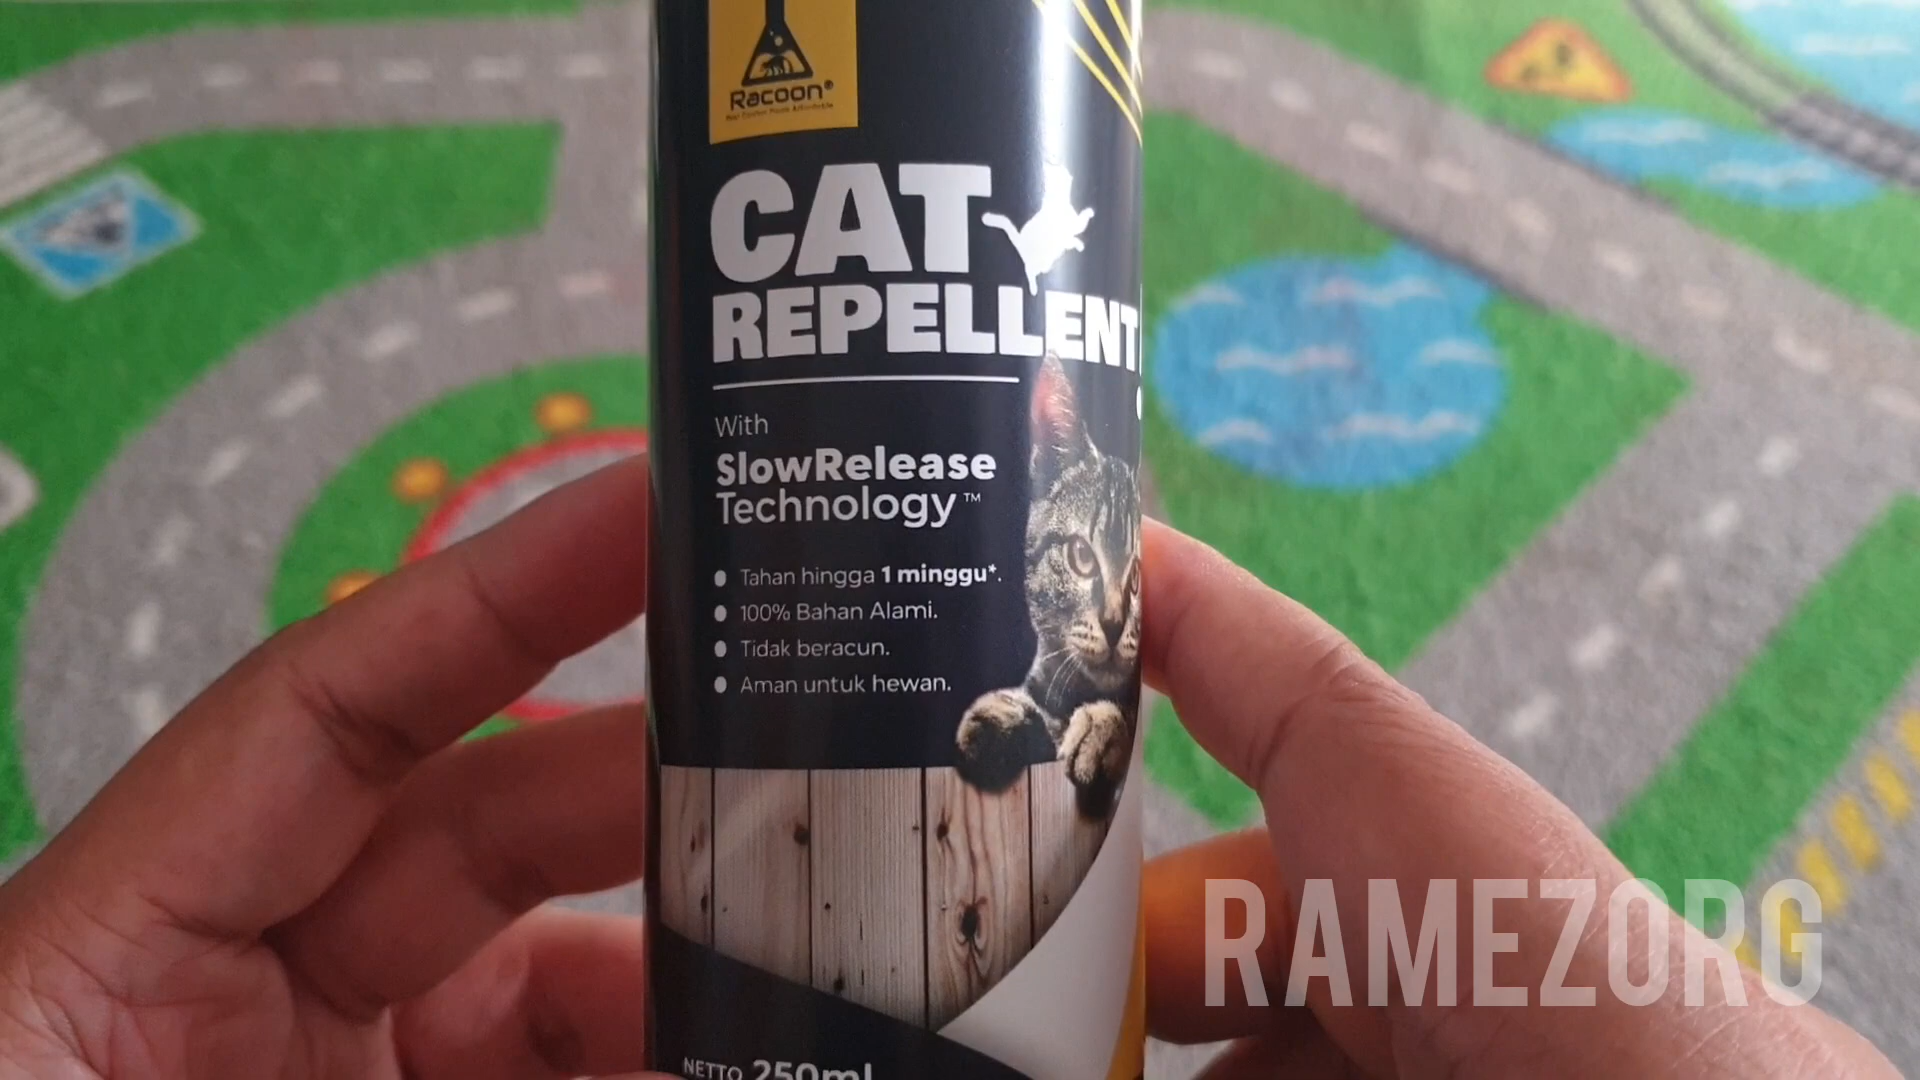 Racoon®
CAT
REPELLENT
With
SlowRelease
Technology™
Tahan hingga 1 minggu*.
100% Bahan Alami.
Tidak beracun.
Aman untuk hewan.
NETTO 250ml
RAMEZORG